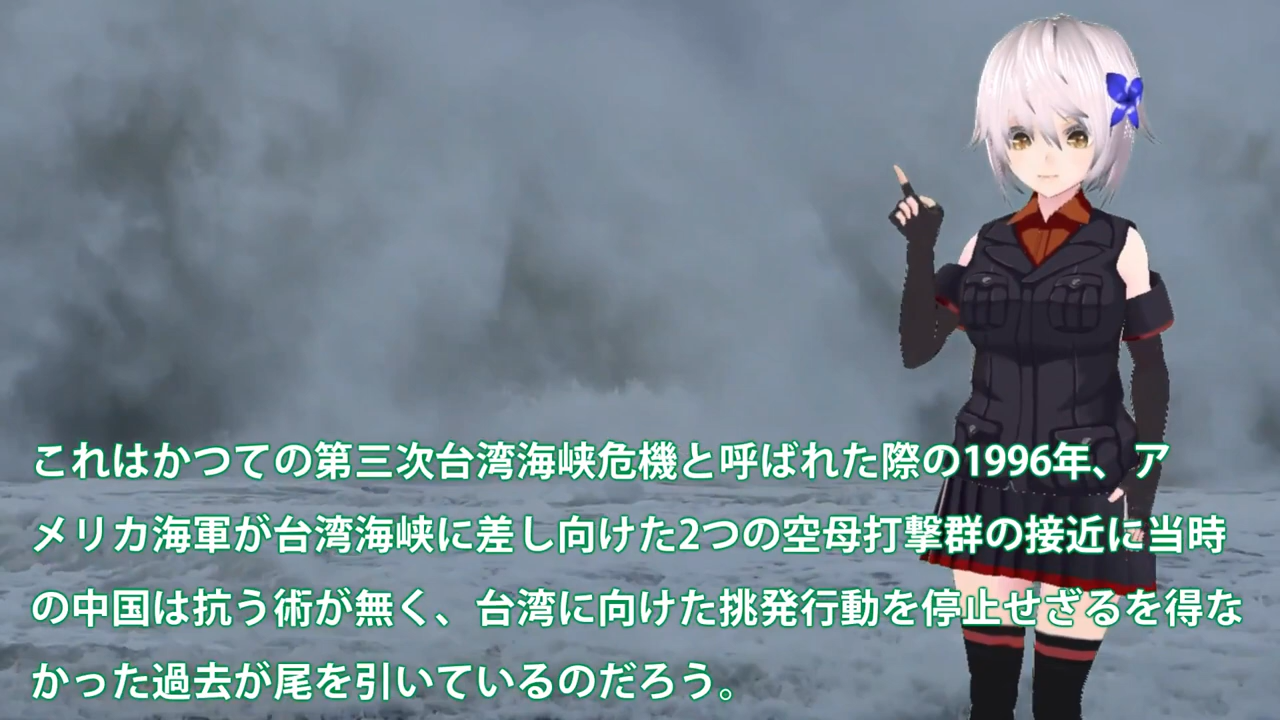 これはかつての第三次台湾海峡危機と呼ばれた際の1996年、ア
メリカ海軍が台湾海峡に差し向けた2つの空母打撃群の接近に当時
の中国は抗う術が無く、台湾に向けた挑発行動を停止せざるを得な
かった過去が尾を引いているのだろう。